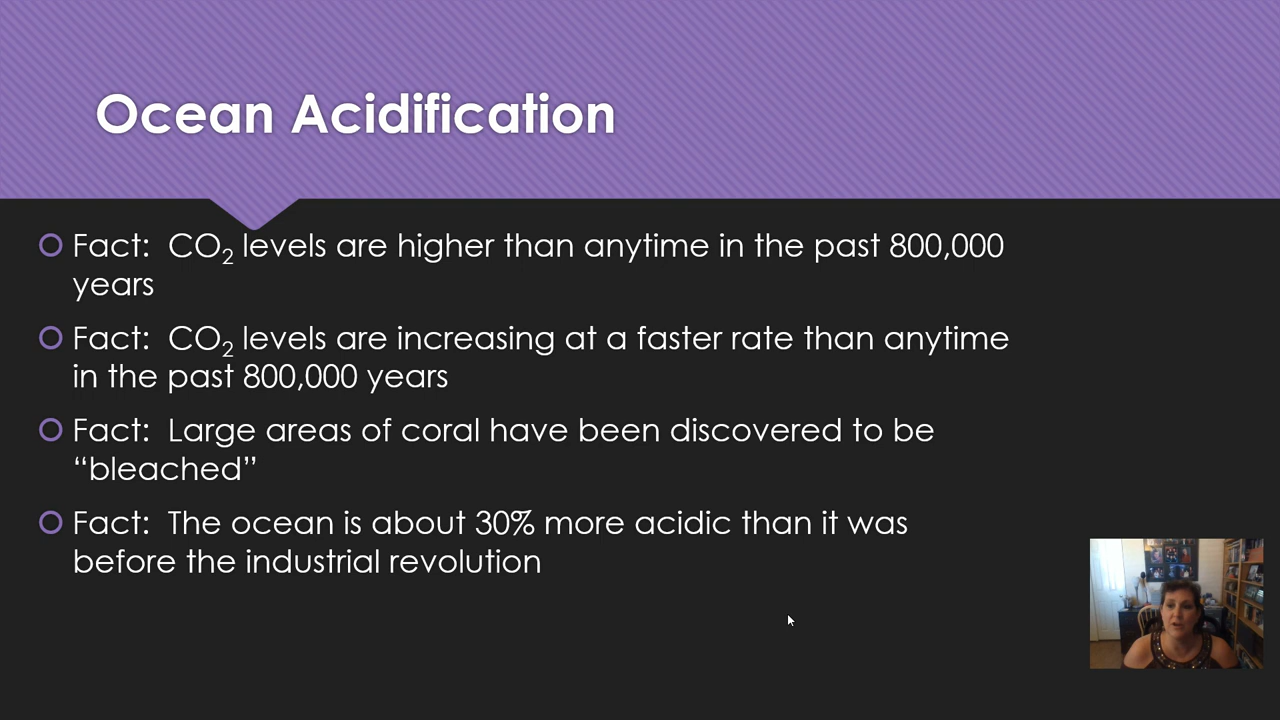 Ocean Acidification
Fact: CO₂ levels are higher than anytime in the past 800,000
years
Fact: CO₂ levels are increasing at a faster rate than anytime
in the past 800,000 years
Fact: Large areas of coral have been discovered to be
“bleached”
Fact: The ocean is about 30% more acidic than it was
before the industrial revolution